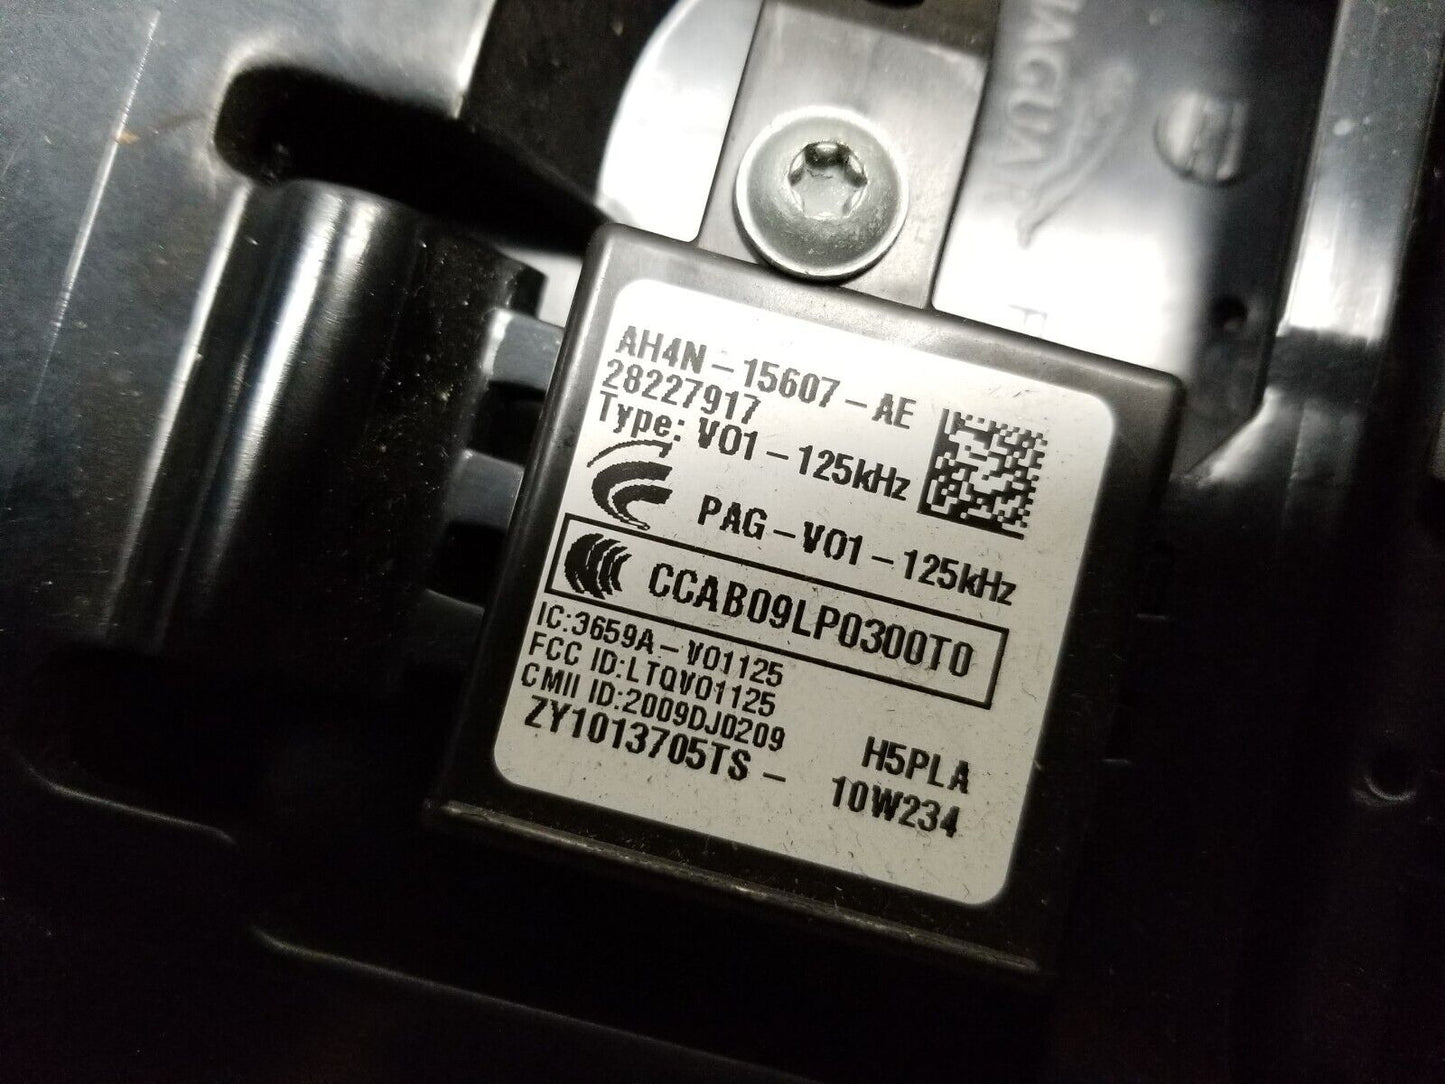 JAGUAR
AH4N-15607-AE
28227917
Type: V01-125kHz
PAG-V01-125kHz
CCAB09LP0300T0
IC:3659A-V01125
FCC ID:LTQV01125
CMII ID:2009DJ0209
ZY1013705TS- H5PLA
10W234